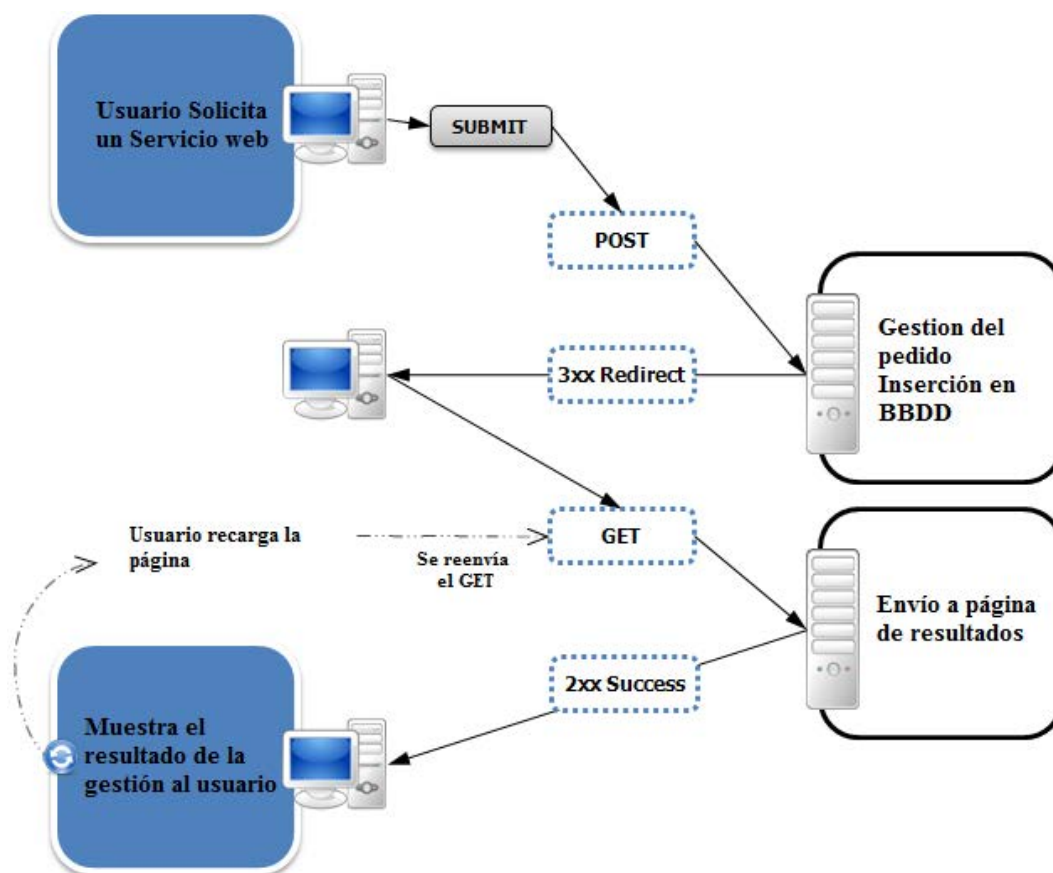 Usuario Solicita
un Servicio web
SUBMIT
POST
Gestion del
pedido
Inserción en
BBDD
3xx Redirect
GET
Usuario recarga la
página
Se reenvía
el GET
Envío a página
de resultados
2xx Success
Muestra el
resultado de la
gestión al usuario